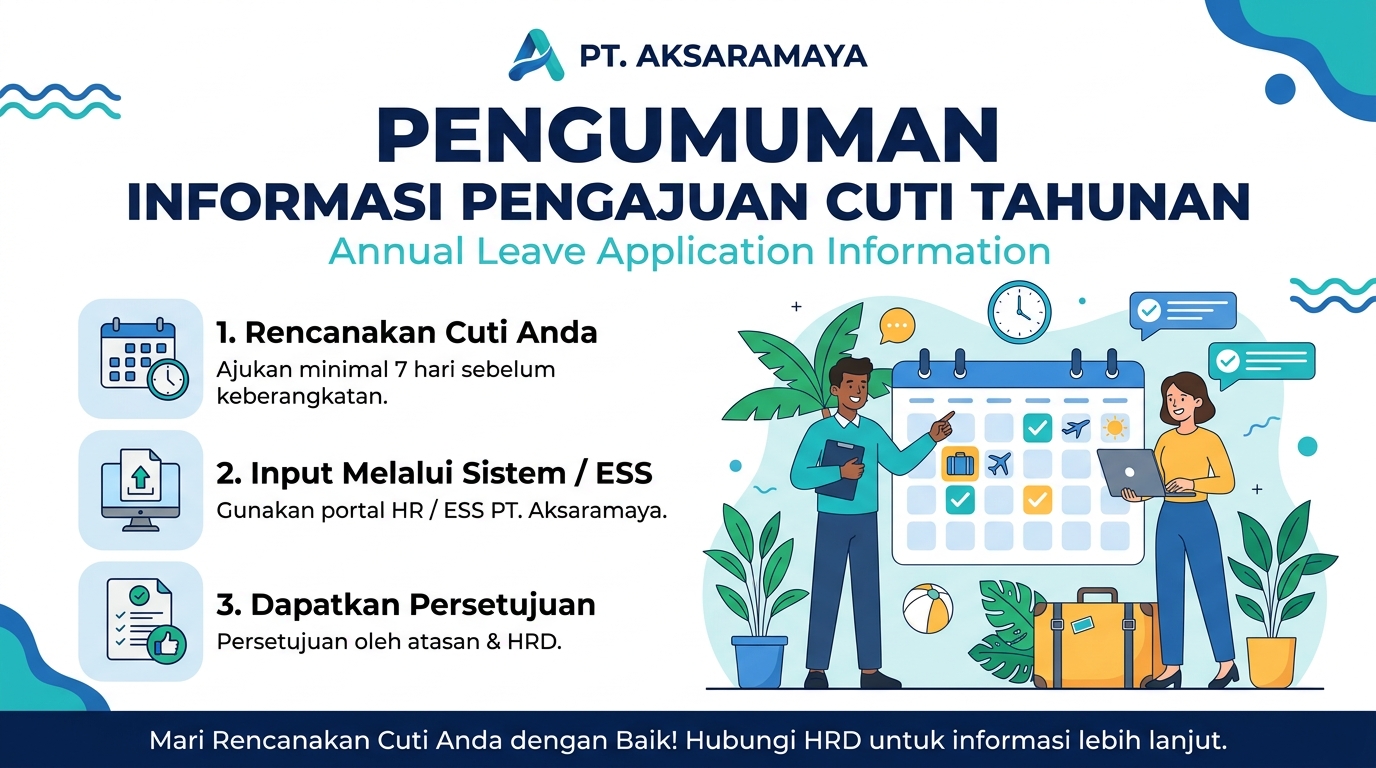 PT. AKSARAMAYA
PENGUMUMAN
INFORMASI PENGAJUAN CUTI TAHUNAN
Annual Leave Application Information
1. Rencanakan Cuti Anda
Ajukan minimal 7 hari sebelum
keberangkatan.
2. Input Melalui Sistem / ESS
Gunakan portal HR / ESS PT. Aksaramaya.
3. Dapatkan Persetujuan
Persetujuan oleh atasan & HRD.
Mari Rencanakan Cuti Anda dengan Baik! Hubungi HRD untuk informasi lebih lanjut.